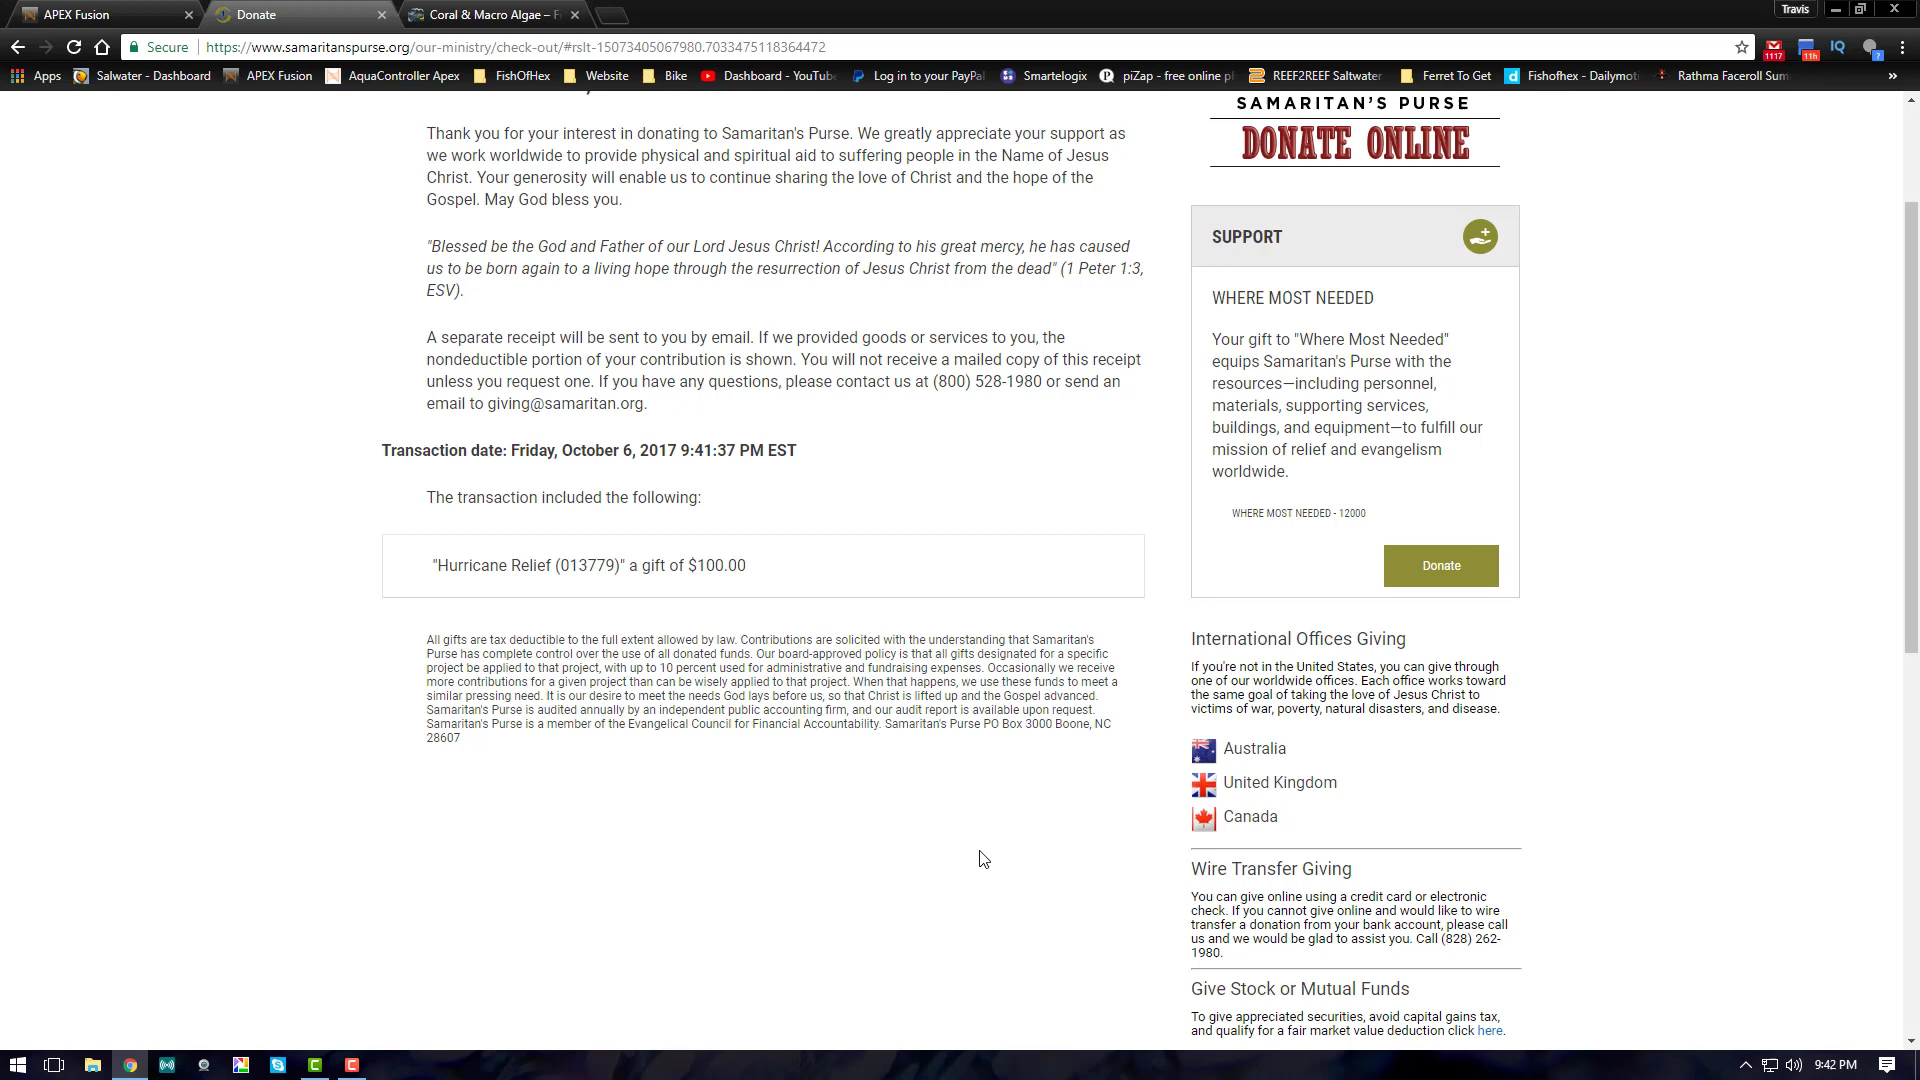 APEX Fusion
Donate
Coral & Macro Algae – F
Travis
Secure
https://www.samaritanspurse.org/our-ministry/check-out/#rslt-15073405067980.7033475118364472
1117
11h
IQ
?
Apps
Salwater - Dashboard
APEX Fusion
AquaController Apex
FishOfHex
Website
Bike
Dashboard - YouTube
Log in to your PayPal
Smartelogix
piZap - free online p
REEF2REEF Saltwater
Ferret To Get
Fishofhex - Dailymoti
Rathma Faceroll Sum
»
Thank you for your interest in donating to Samaritan's Purse. We greatly appreciate your support as
we work worldwide to provide physical and spiritual aid to suffering people in the Name of Jesus
Christ. Your generosity will enable us to continue sharing the love of Christ and the hope of the
Gospel. May God bless you.
"Blessed be the God and Father of our Lord Jesus Christ! According to his great mercy, he has caused
us to be born again to a living hope through the resurrection of Jesus Christ from the dead" (1 Peter 1:3,
ESV).
A separate receipt will be sent to you by email. If we provided goods or services to you, the
nondeductible portion of your contribution is shown. You will not receive a mailed copy of this receipt
unless you request one. If you have any questions, please contact us at (800) 528-1980 or send an
email to giving@samaritan.org.
Transaction date: Friday, October 6, 2017 9:41:37 PM EST
The transaction included the following:
"Hurricane Relief (013779)" a gift of $100.00
All gifts are tax deductible to the full extent allowed by law. Contributions are solicited with the understanding that Samaritan's
Purse has complete control over the use of all donated funds. Our board-approved policy is that all gifts designated for a specific
project be applied to that project, with up to 10 percent used for administrative and fundraising expenses. Occasionally we receive
more contributions for a given project than can be wisely applied to that project. When that happens, we use these funds to meet a
similar pressing need. It is our desire to meet the needs God lays before us, so that Christ is lifted up and the Gospel advanced.
Samaritan's Purse is audited annually by an independent public accounting firm, and our audit report is available upon request.
Samaritan's Purse is a member of the Evangelical Council for Financial Accountability. Samaritan's Purse PO Box 3000 Boone, NC
28607
SAMARITAN'S PURSE
DONATE ONLINE
SUPPORT
WHERE MOST NEEDED
Your gift to "Where Most Needed"
equips Samaritan's Purse with the
resources—including personnel,
materials, supporting services,
buildings, and equipment—to fulfill our
mission of relief and evangelism
worldwide.
WHERE MOST NEEDED - 12000
Donate
International Offices Giving
If you're not in the United States, you can give through
one of our worldwide offices. Each office works toward
the same goal of taking the love of Jesus Christ to
victims of war, poverty, natural disasters, and disease.
Australia
United Kingdom
Canada
Wire Transfer Giving
You can give online using a credit card or electronic
check. If you cannot give online and would like to wire
transfer a donation from your bank account, please call
us and we would be glad to assist you. Call (828) 262-
1980.
Give Stock or Mutual Funds
To give appreciated securities, avoid capital gains tax,
and qualify for a fair market value deduction click here.
9:42 PM